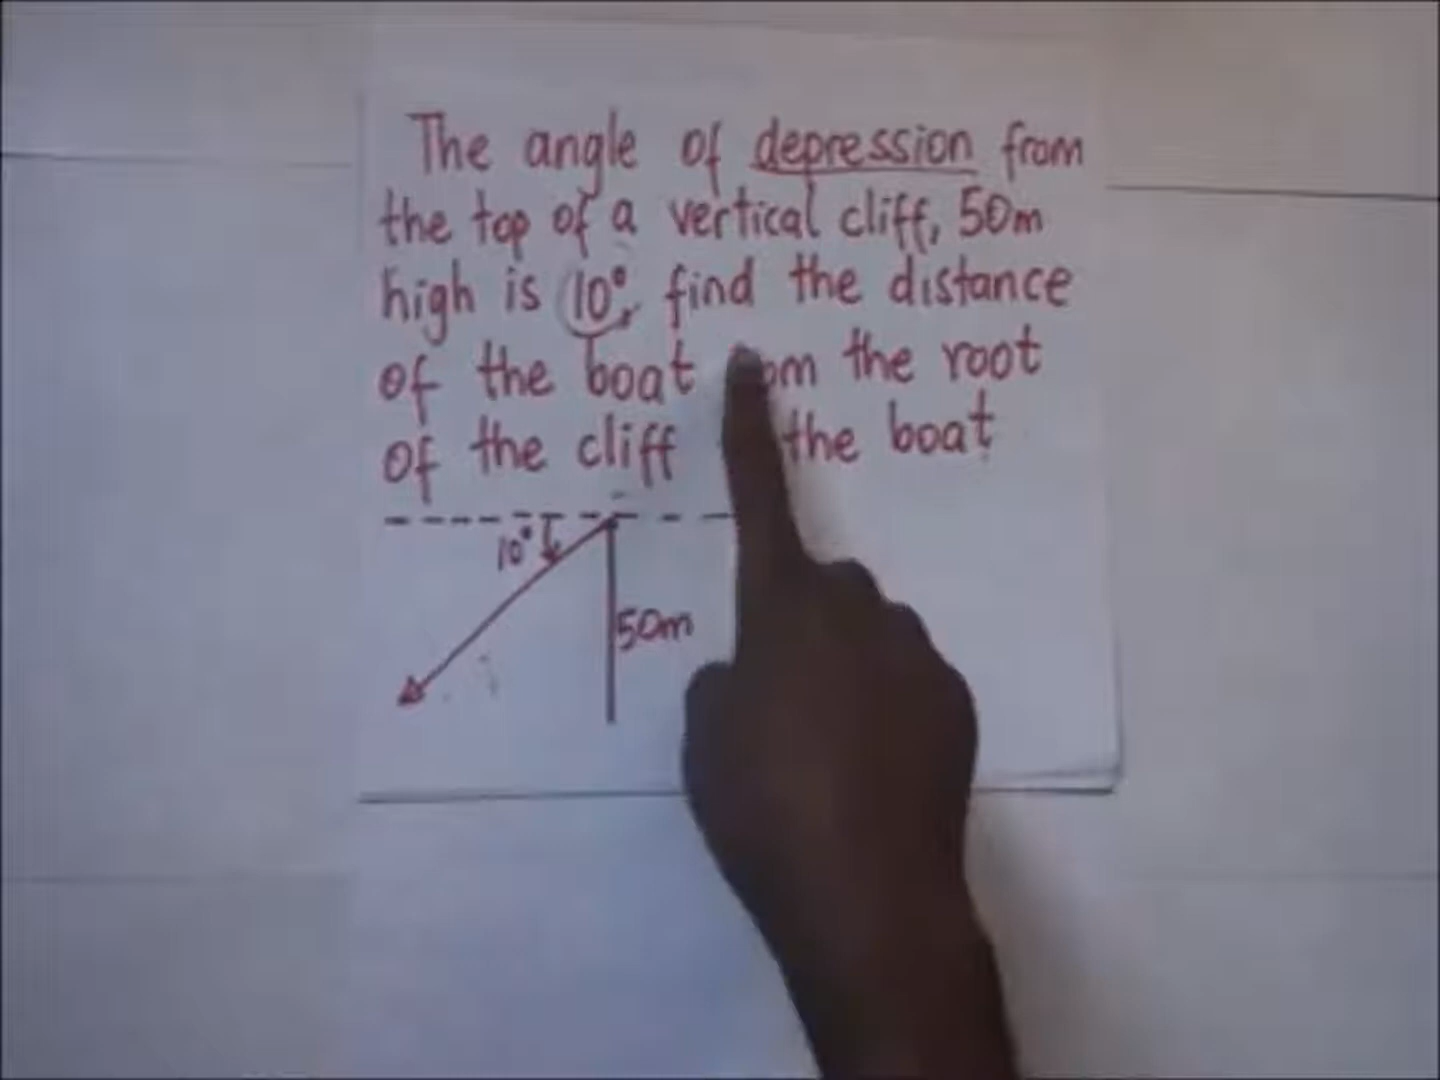 The angle of depression from
the top of a vertical cliff, 50m
high is 10°, find the distance
of the boat the root
of the cliff the boat
10°
50m